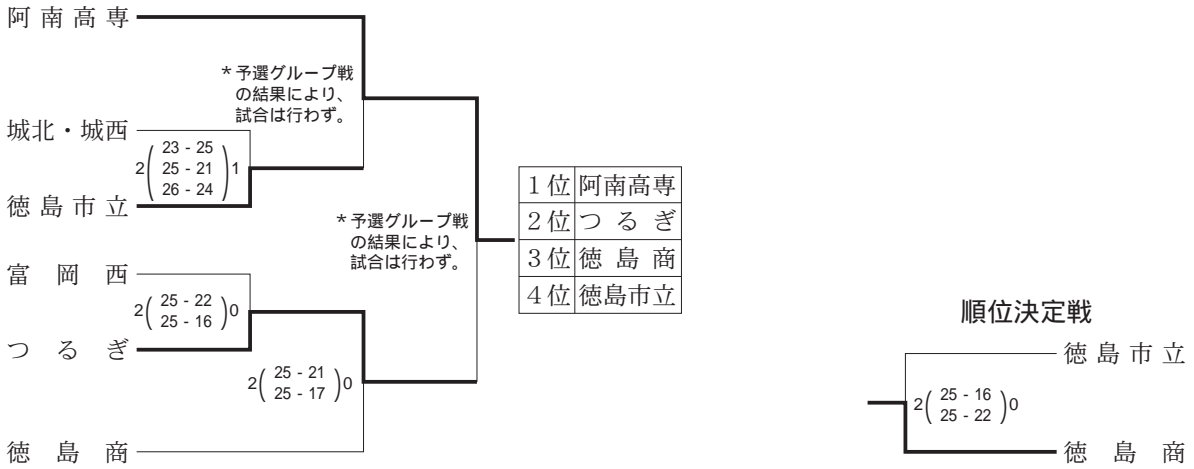 阿南高専
*予選グループ戦
の結果により、
試合は行わず。
城北・城西
2( 23 - 25
25 - 21
26 - 24 )1
徳島市立
*予選グループ戦
の結果により、
試合は行わず。
富岡西
2( 25 - 22
25 - 16 )0
つるぎ
2( 25 - 21
25 - 17 )0
徳島商
1位 阿南高専
2位 つるぎ
3位 徳島商
4位 徳島市立
順位決定戦
徳島市立
2( 25 - 16
25 - 22 )0
徳島商